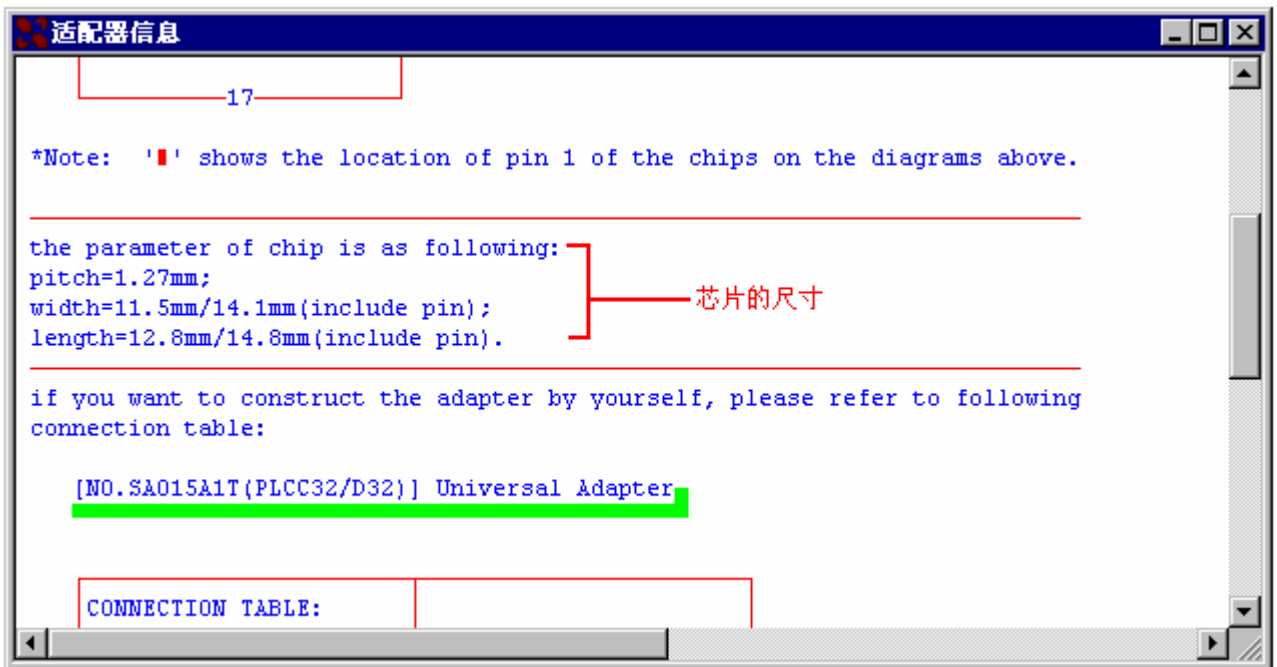 适配器信息
17
*Note: '▮' shows the location of pin 1 of the chips on the diagrams above.
the parameter of chip is as following:
pitch=1.27mm;
width=11.5mm/14.1mm(include pin);
length=12.8mm/14.8mm(include pin).
芯片的尺寸
if you want to construct the adapter by yourself, please refer to following
connection table:
[NO.SA015A1T(PLCC32/D32)] Universal Adapter
CONNECTION TABLE: